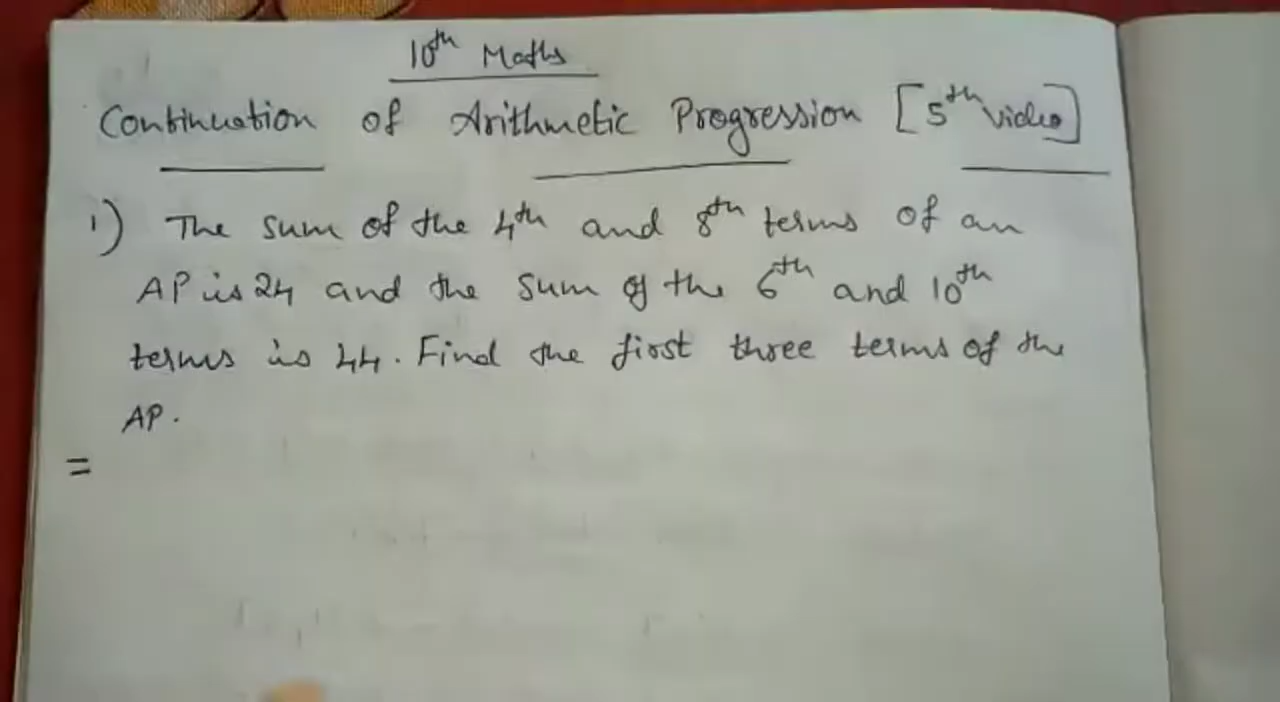 10th Maths
Continuation of Arithmetic Progression [5th video]
1) The sum of the 4th and 8th terms of an
AP is 24 and the sum of the 6th and 10th
terms is 44. Find the first three terms of the
AP.
=